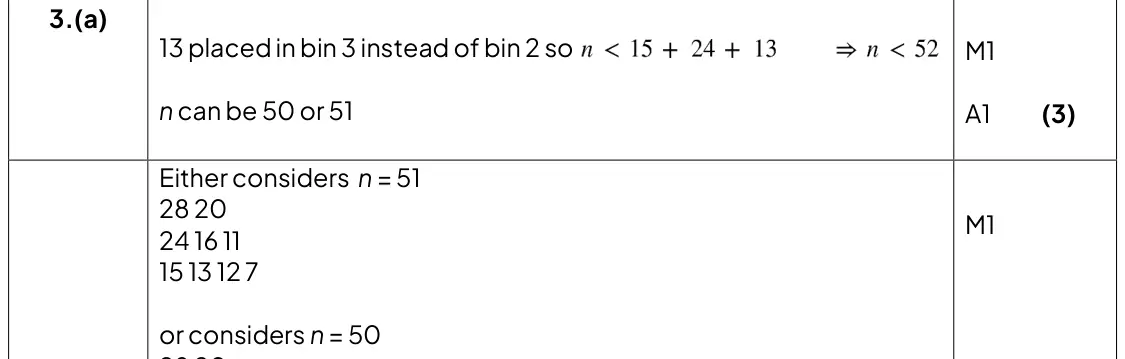 3.(a)
13 placed in bin 3 instead of bin 2 so n < 15 + 24 + 13 ⇒ n < 52 M1
n can be 50 or 51 A1 (3)
Either considers n = 51
28 20
24 16 11 M1
15 13 12 7
or considers n = 50